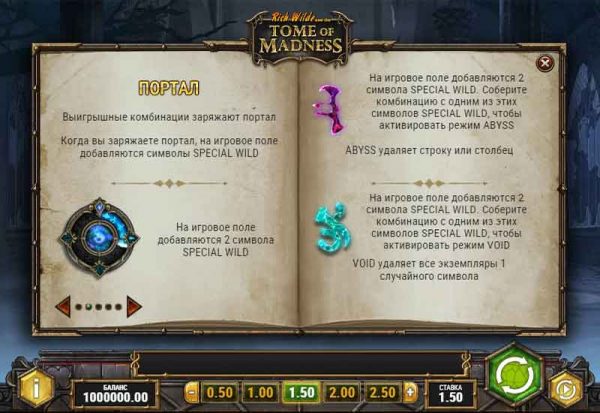 Rich Wilde and the
TOME OF
MADNESS
ПОРТАЛ
Выигрышные комбинации заряжают портал
Когда вы заряжаете портал, на игровое поле
добавляются символы SPECIAL WILD
На игровое поле
добавляются 2 символа
SPECIAL WILD
На игровое поле добавляются 2
символа SPECIAL WILD. Соберите
комбинацию с одним из этих
символов SPECIAL WILD, чтобы
активировать режим ABYSS
ABYSS удаляет строку или столбец
На игровое поле добавляются 2
символа SPECIAL WILD. Соберите
комбинацию с одним из этих
символов SPECIAL WILD, чтобы
активировать режим VOID
VOID удаляет все экземпляры 1
случайного символа
БАЛАНС
1000000.00
0.50 1.00 1.50 2.00 2.50
СТАВКА
1.50